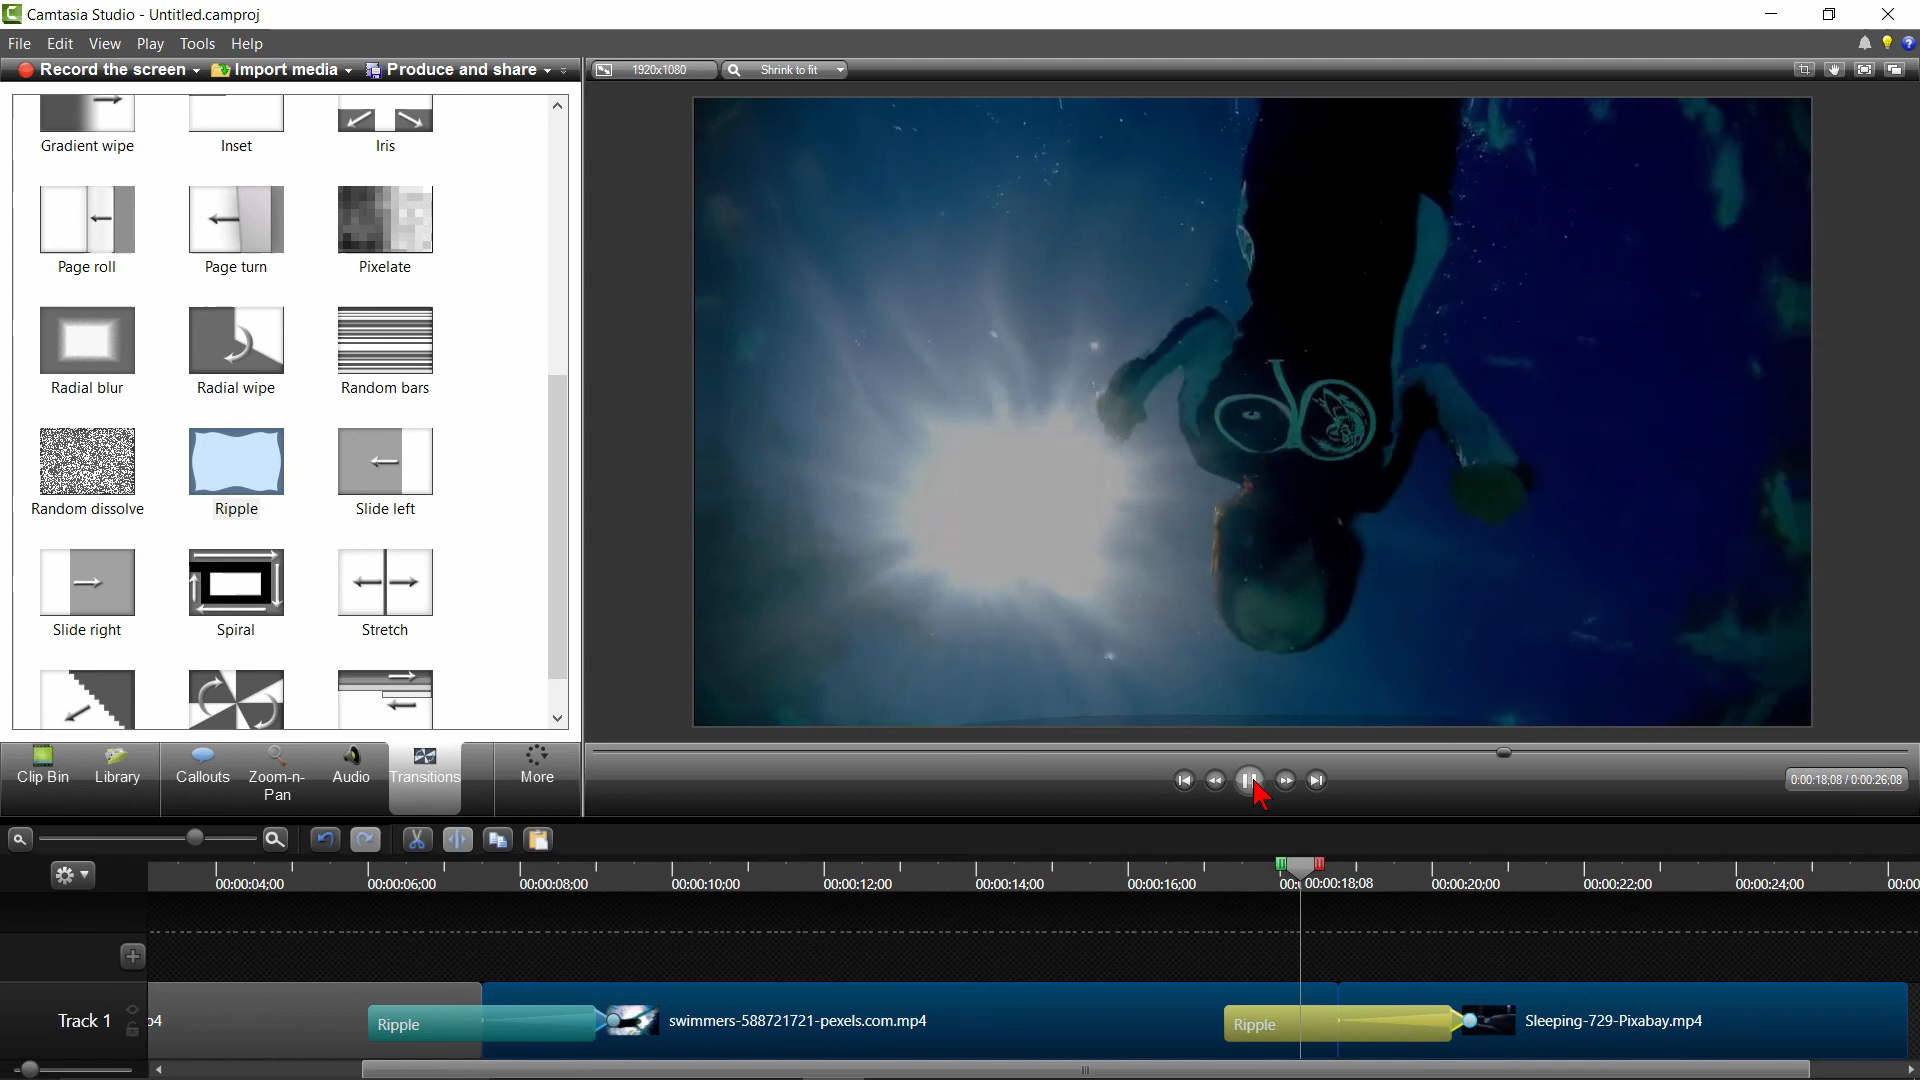 Camtasia Studio - Untitled.camproj
File Edit View Play Tools Help
Record the screen Import media Produce and share
1920x1080 Shrink to fit
Gradient wipe Inset Iris
Page roll Page turn Pixelate
Radial blur Radial wipe Random bars
Random dissolve Ripple Slide left
Slide right Spiral Stretch
Clip Bin Library Callouts Zoom-n-Pan Audio Transitions More
0:00:18;08 / 0:00:26;08
00:00:04;00 00:00:06;00 00:00:08;00 00:00:10;00 00:00:12;00 00:00:14;00 00:00:16;00 00:00:18;08 00:00:20;00 00:00:22;00 00:00:24;00
Track 1 Ripple swimmers-588721721-pexels.com.mp4 Ripple Sleeping-729-Pixabay.mp4